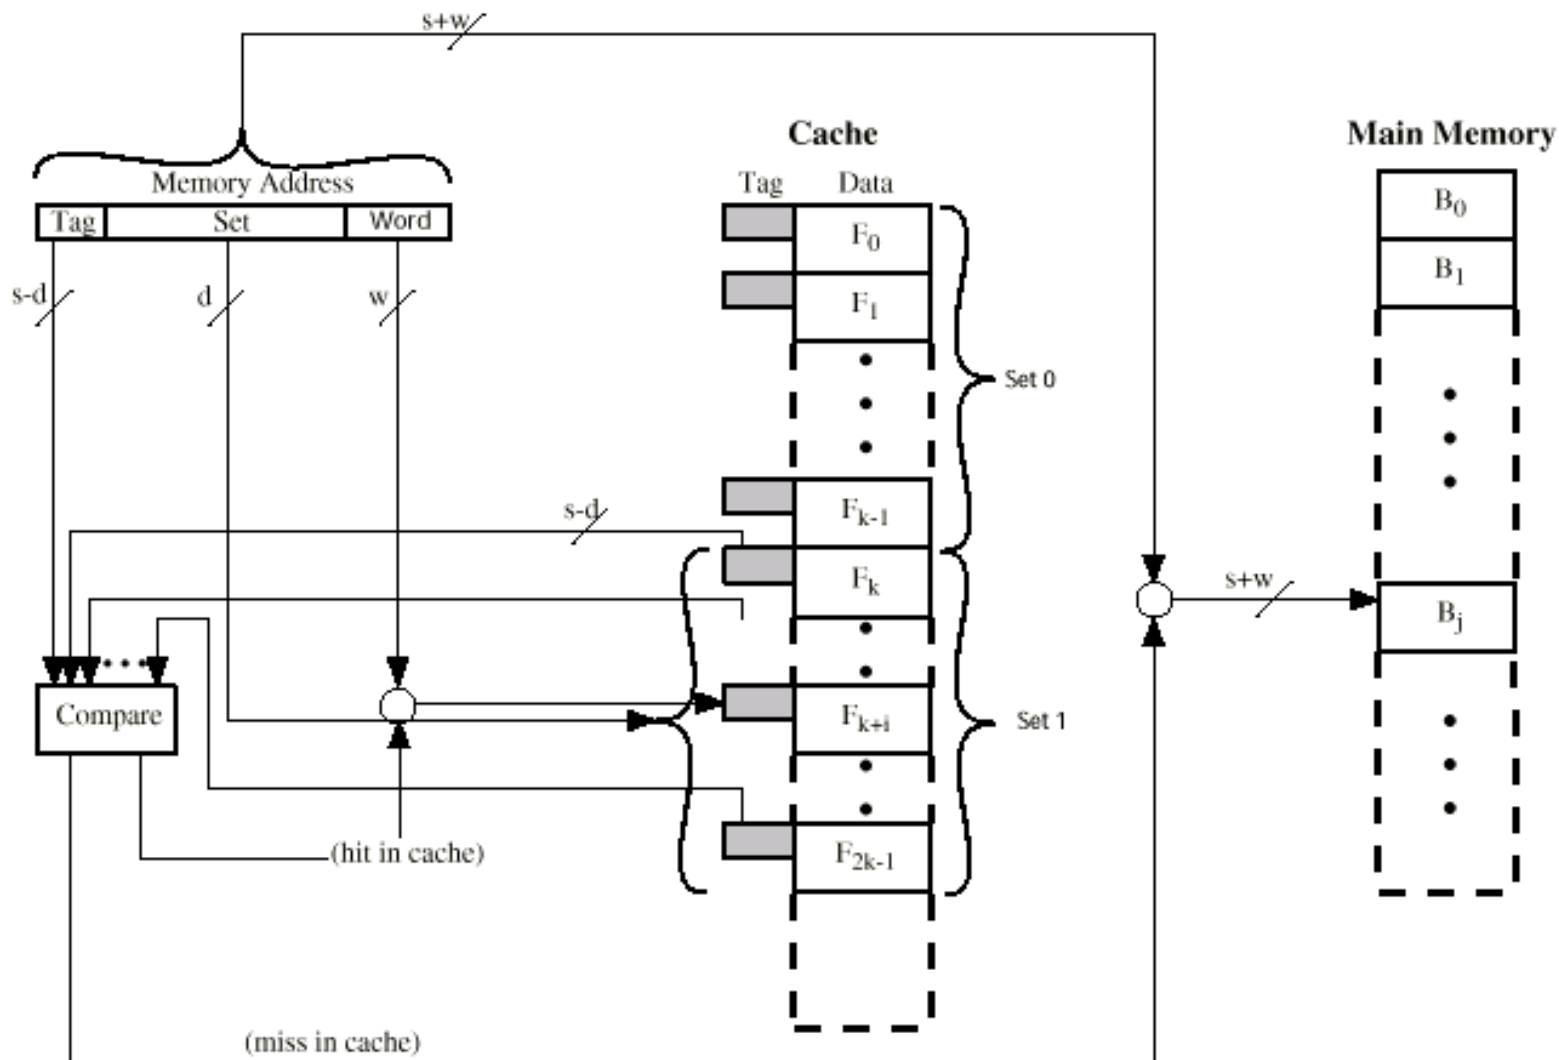 s+w
Cache
Main Memory
Memory Address
Tag Data
Tag Set Word
B0
F0
B1
s-d d w
F1
Set 0
s-d
Fk-1
Fk
s+w
Bj
Compare
Fk+i
Set 1
(hit in cache)
F2k-1
(miss in cache)